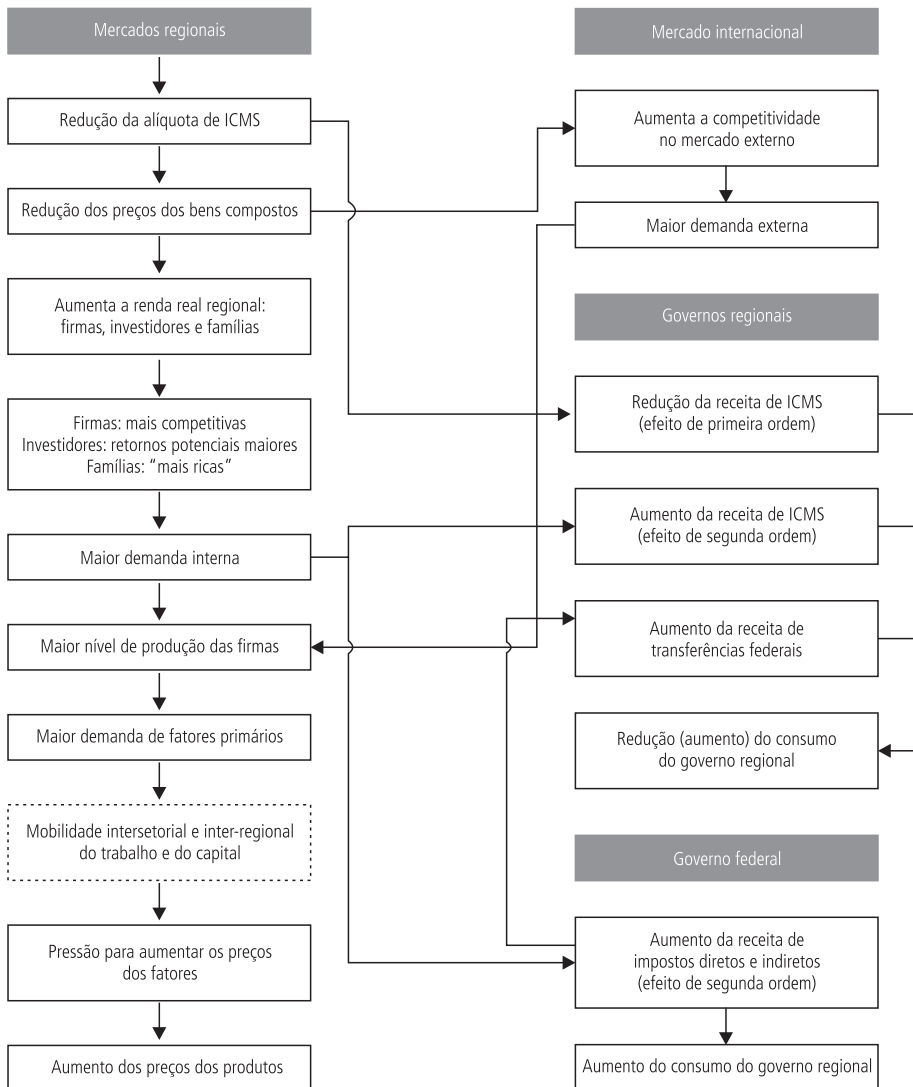 Mercados regionais
Redução da alíquota de ICMS
Redução dos preços dos bens compostos
Aumenta a renda real regional:
firmas, investidores e famílias
Firmas: mais competitivas
Investidores: retornos potenciais maiores
Famílias: “mais ricas”
Maior demanda interna
Maior nível de produção das firmas
Maior demanda de fatores primários
Mobilidade intersetorial e inter-regional
do trabalho e do capital
Pressão para aumentar os preços
dos fatores
Aumento dos preços dos produtos
Mercado internacional
Aumenta a competitividade
no mercado externo
Maior demanda externa
Governos regionais
Redução da receita de ICMS
(efeito de primeira ordem)
Aumento da receita de ICMS
(efeito de segunda ordem)
Aumento da receita de
transferências federais
Redução (aumento) do consumo
do governo regional
Governo federal
Aumento da receita de
impostos diretos e indiretos
(efeito de segunda ordem)
Aumento do consumo do governo regional